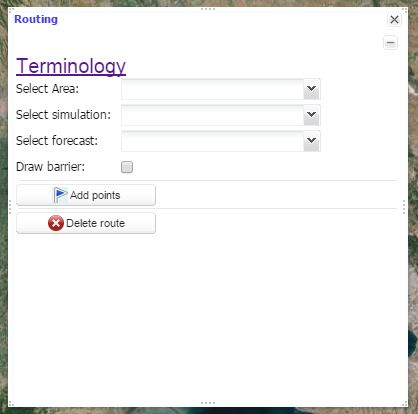 Routing
Terminology
Select Area:
Select simulation:
Select forecast:
Draw barrier:
Add points
Delete route